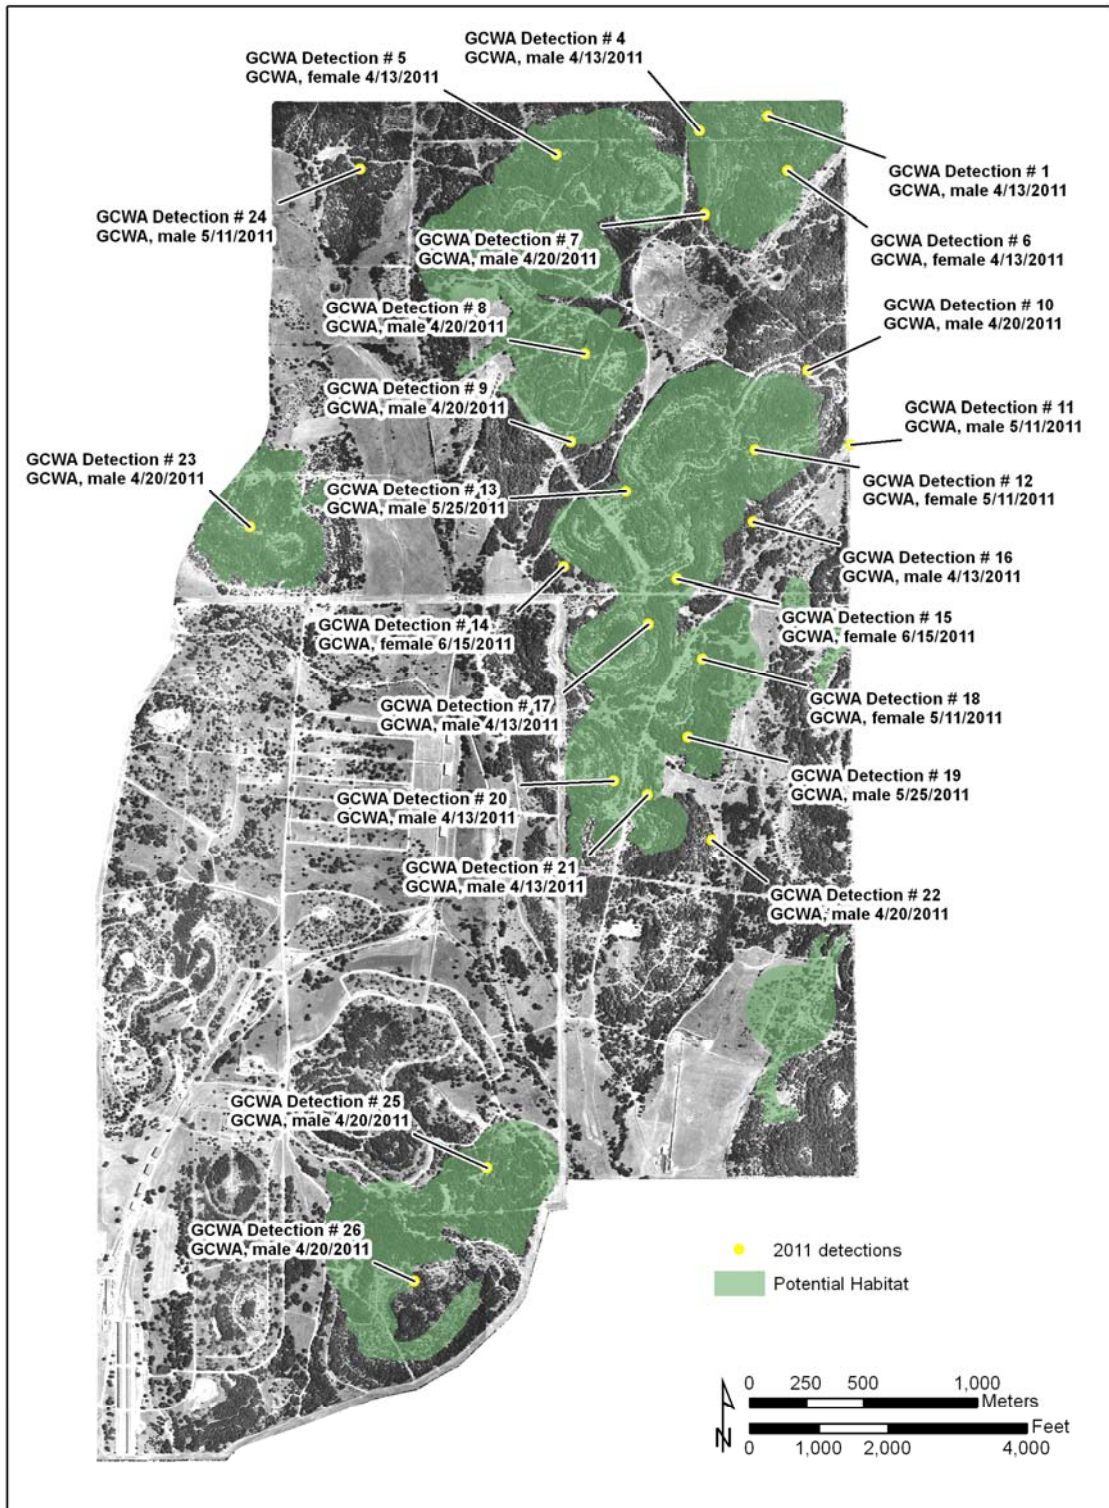 GCWA Detection # 4
GCWA, male 4/13/2011
GCWA Detection # 5
GCWA, female 4/13/2011
GCWA Detection # 1
GCWA, male 4/13/2011
GCWA Detection # 24
GCWA, male 5/11/2011
GCWA Detection # 7
GCWA, male 4/20/2011
GCWA Detection # 6
GCWA, female 4/13/2011
GCWA Detection # 8
GCWA, male 4/20/2011
GCWA Detection # 10
GCWA, male 4/20/2011
GCWA Detection # 9
GCWA, male 4/20/2011
GCWA Detection # 11
GCWA, male 5/11/2011
GCWA Detection # 23
GCWA, male 4/20/2011
GCWA Detection # 13
GCWA, male 5/25/2011
GCWA Detection # 12
GCWA, female 5/11/2011
GCWA Detection # 16
GCWA, male 4/13/2011
GCWA Detection # 14
GCWA, female 6/15/2011
GCWA Detection # 15
GCWA, female 6/15/2011
GCWA Detection # 17
GCWA, male 4/13/2011
GCWA Detection # 18
GCWA, female 5/11/2011
GCWA Detection # 20
GCWA, male 4/13/2011
GCWA Detection # 19
GCWA, male 5/25/2011
GCWA Detection # 21
GCWA, male 4/13/2011
GCWA Detection # 22
GCWA, male 4/20/2011
GCWA Detection # 25
GCWA, male 4/20/2011
GCWA Detection # 26
GCWA, male 4/20/2011
2011 detections
Potential Habitat
0 250 500 1,000
Meters
Feet
0 1,000 2,000 4,000
N